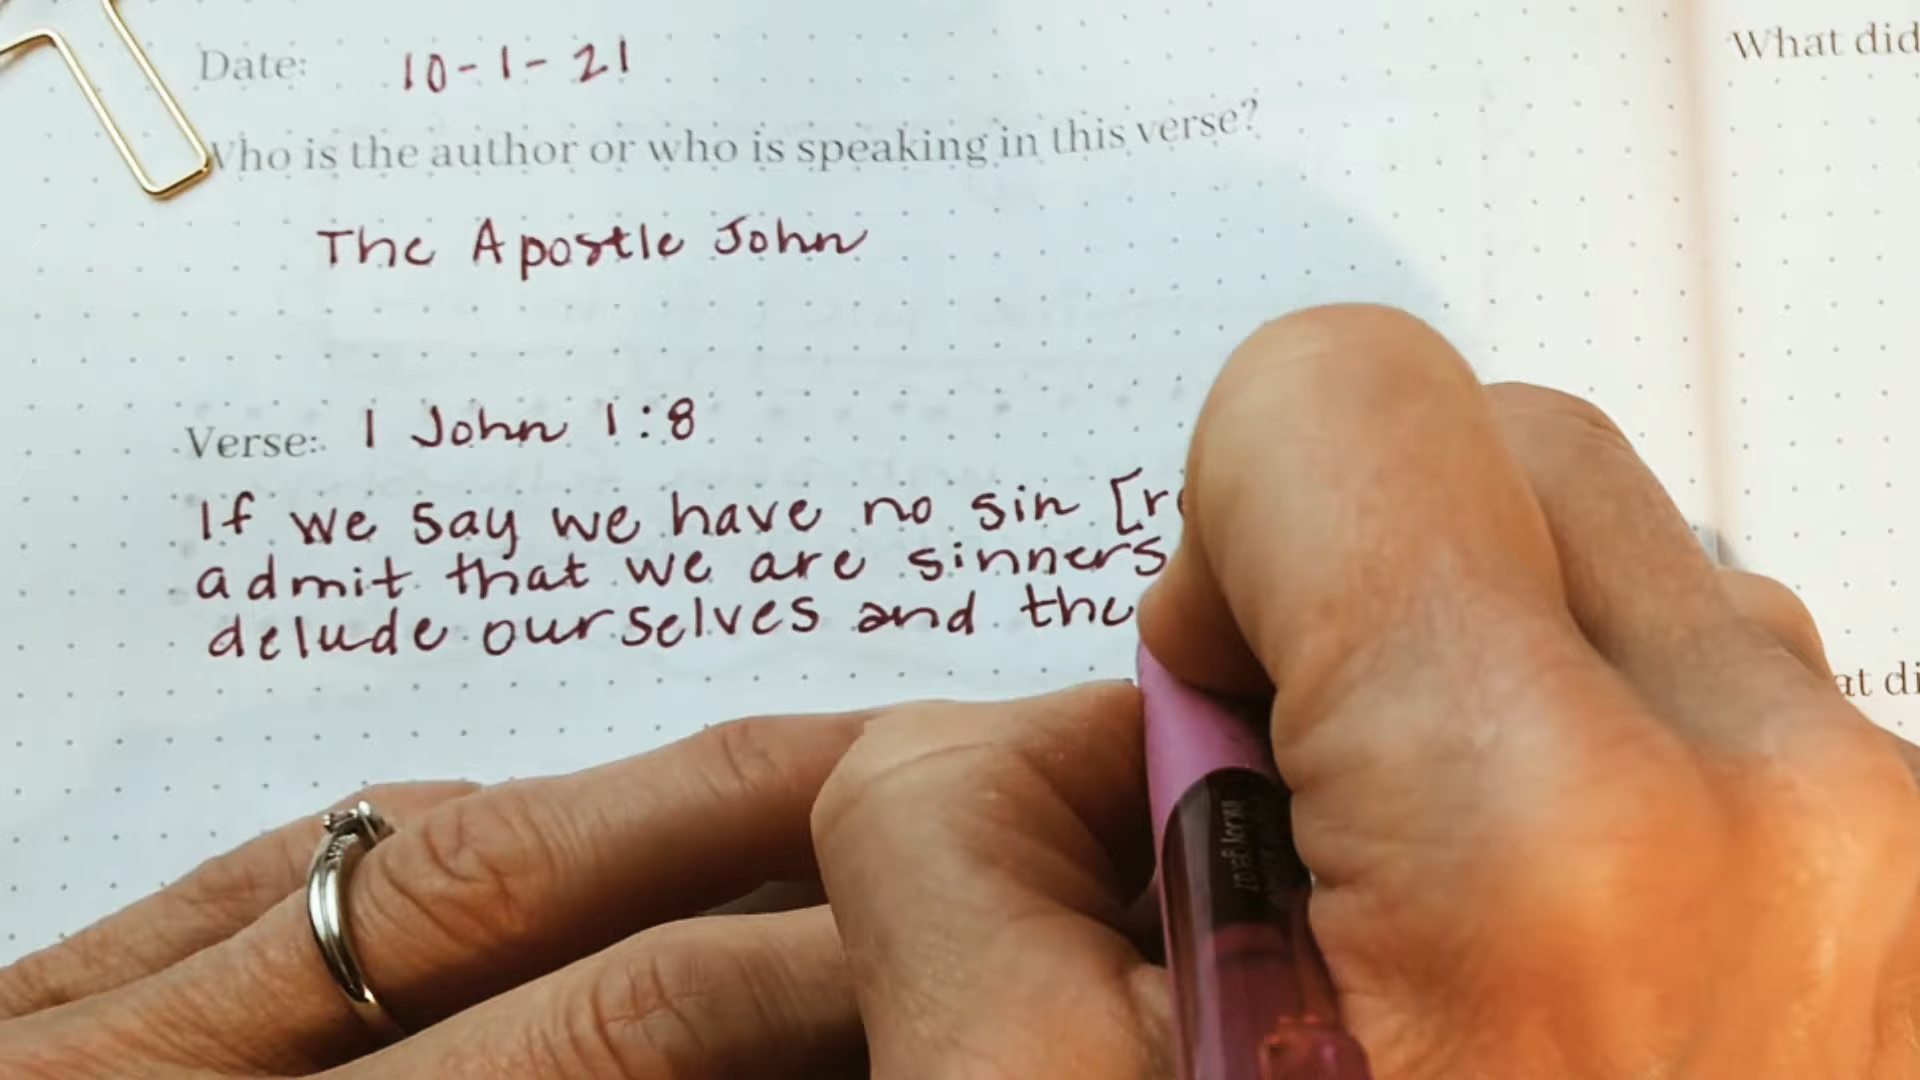 Date: 10-1-21
What did
Who is the author or who is speaking in this verse?
The Apostle John
Verse: 1 John 1:8
If we say we have no sin [r
admit that we are sinners
delude ourselves and the
at di